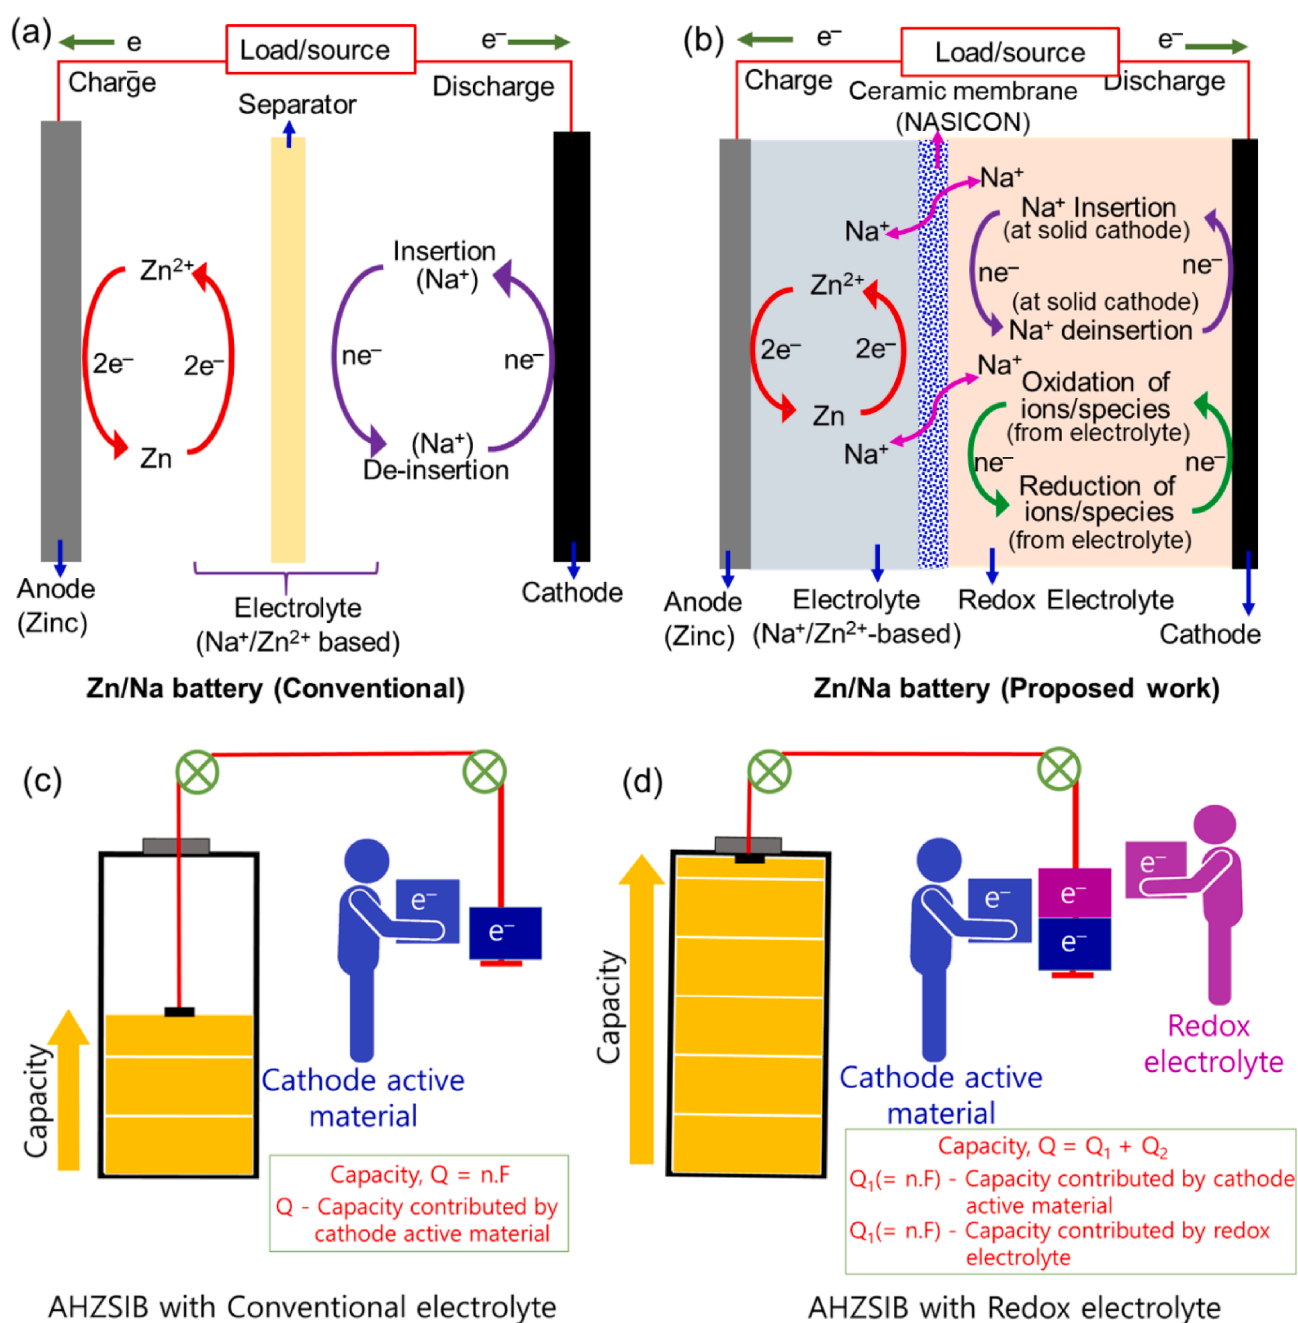 (a)
e
Load/source
e⁻
Charge̅
Discharge
Separator
Zn²⁺
Insertion
(Na⁺)
2e⁻
2e⁻
ne⁻
ne⁻
Zn
(Na⁺)
De-insertion
Anode
(Zinc)
Electrolyte
(Na⁺/Zn²⁺ based)
Cathode
Zn/Na battery (Conventional)
(b)
e⁻
Load/source
e⁻
Charge
Discharge
Ceramic membrane
(NASICON)
Na⁺
Na⁺
Na⁺ Insertion
(at solid cathode)
ne⁻
ne⁻
(at solid cathode)
Na⁺ deinsertion
Zn²⁺
2e⁻
2e⁻
Zn
Na⁺
Na⁺
Oxidation of
ions/species
(from electrolyte)
ne⁻
ne⁻
Reduction of
ions/species
(from electrolyte)
Anode
(Zinc)
Electrolyte
(Na⁺/Zn²⁺-based)
Redox Electrolyte
Cathode
Zn/Na battery (Proposed work)
(c)
Capacity
e⁻
e⁻
Cathode active
material
Capacity, Q = n.F
Q - Capacity contributed by
cathode active material
AHZSIB with Conventional electrolyte
(d)
Capacity
e⁻
e⁻
e⁻
e⁻
Cathode active
material
Redox
electrolyte
Capacity, Q = Q₁ + Q₂
Q₁(= n.F) - Capacity contributed by cathode
active material
Q₁(= n.F) - Capacity contributed by redox
electrolyte
AHZSIB with Redox electrolyte